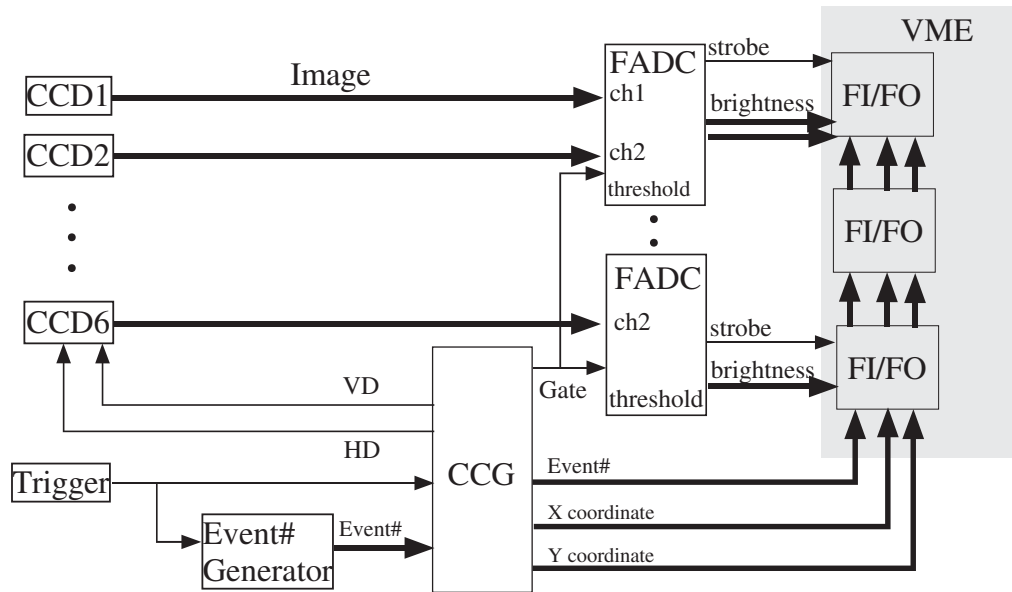 VME
Image
CCD1
FADC
ch1
ch2
threshold
strobe
brightness
FI/FO
CCD2
FI/FO
CCD6
FADC
ch2
threshold
strobe
brightness
FI/FO
VD
HD
Gate
CCG
Trigger
Event#
Generator
Event#
Event#
X coordinate
Y coordinate